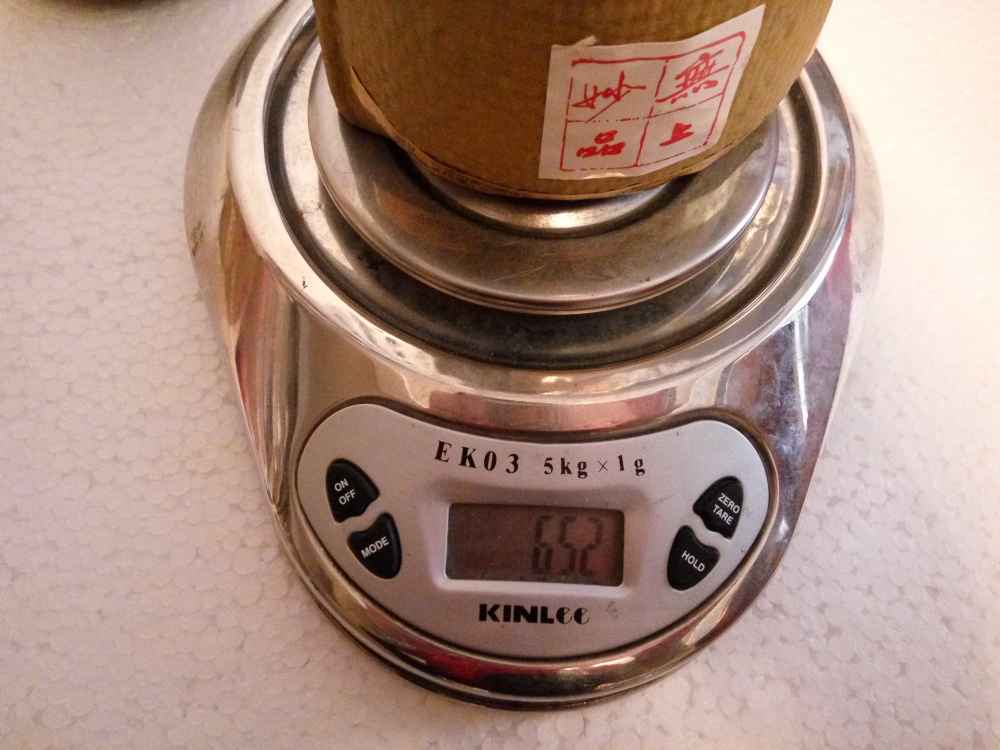 無上
妙品
EK03 5kg×1g
ON
OFF
MODE
ZERO
TARE
HOLD
652
KINLee